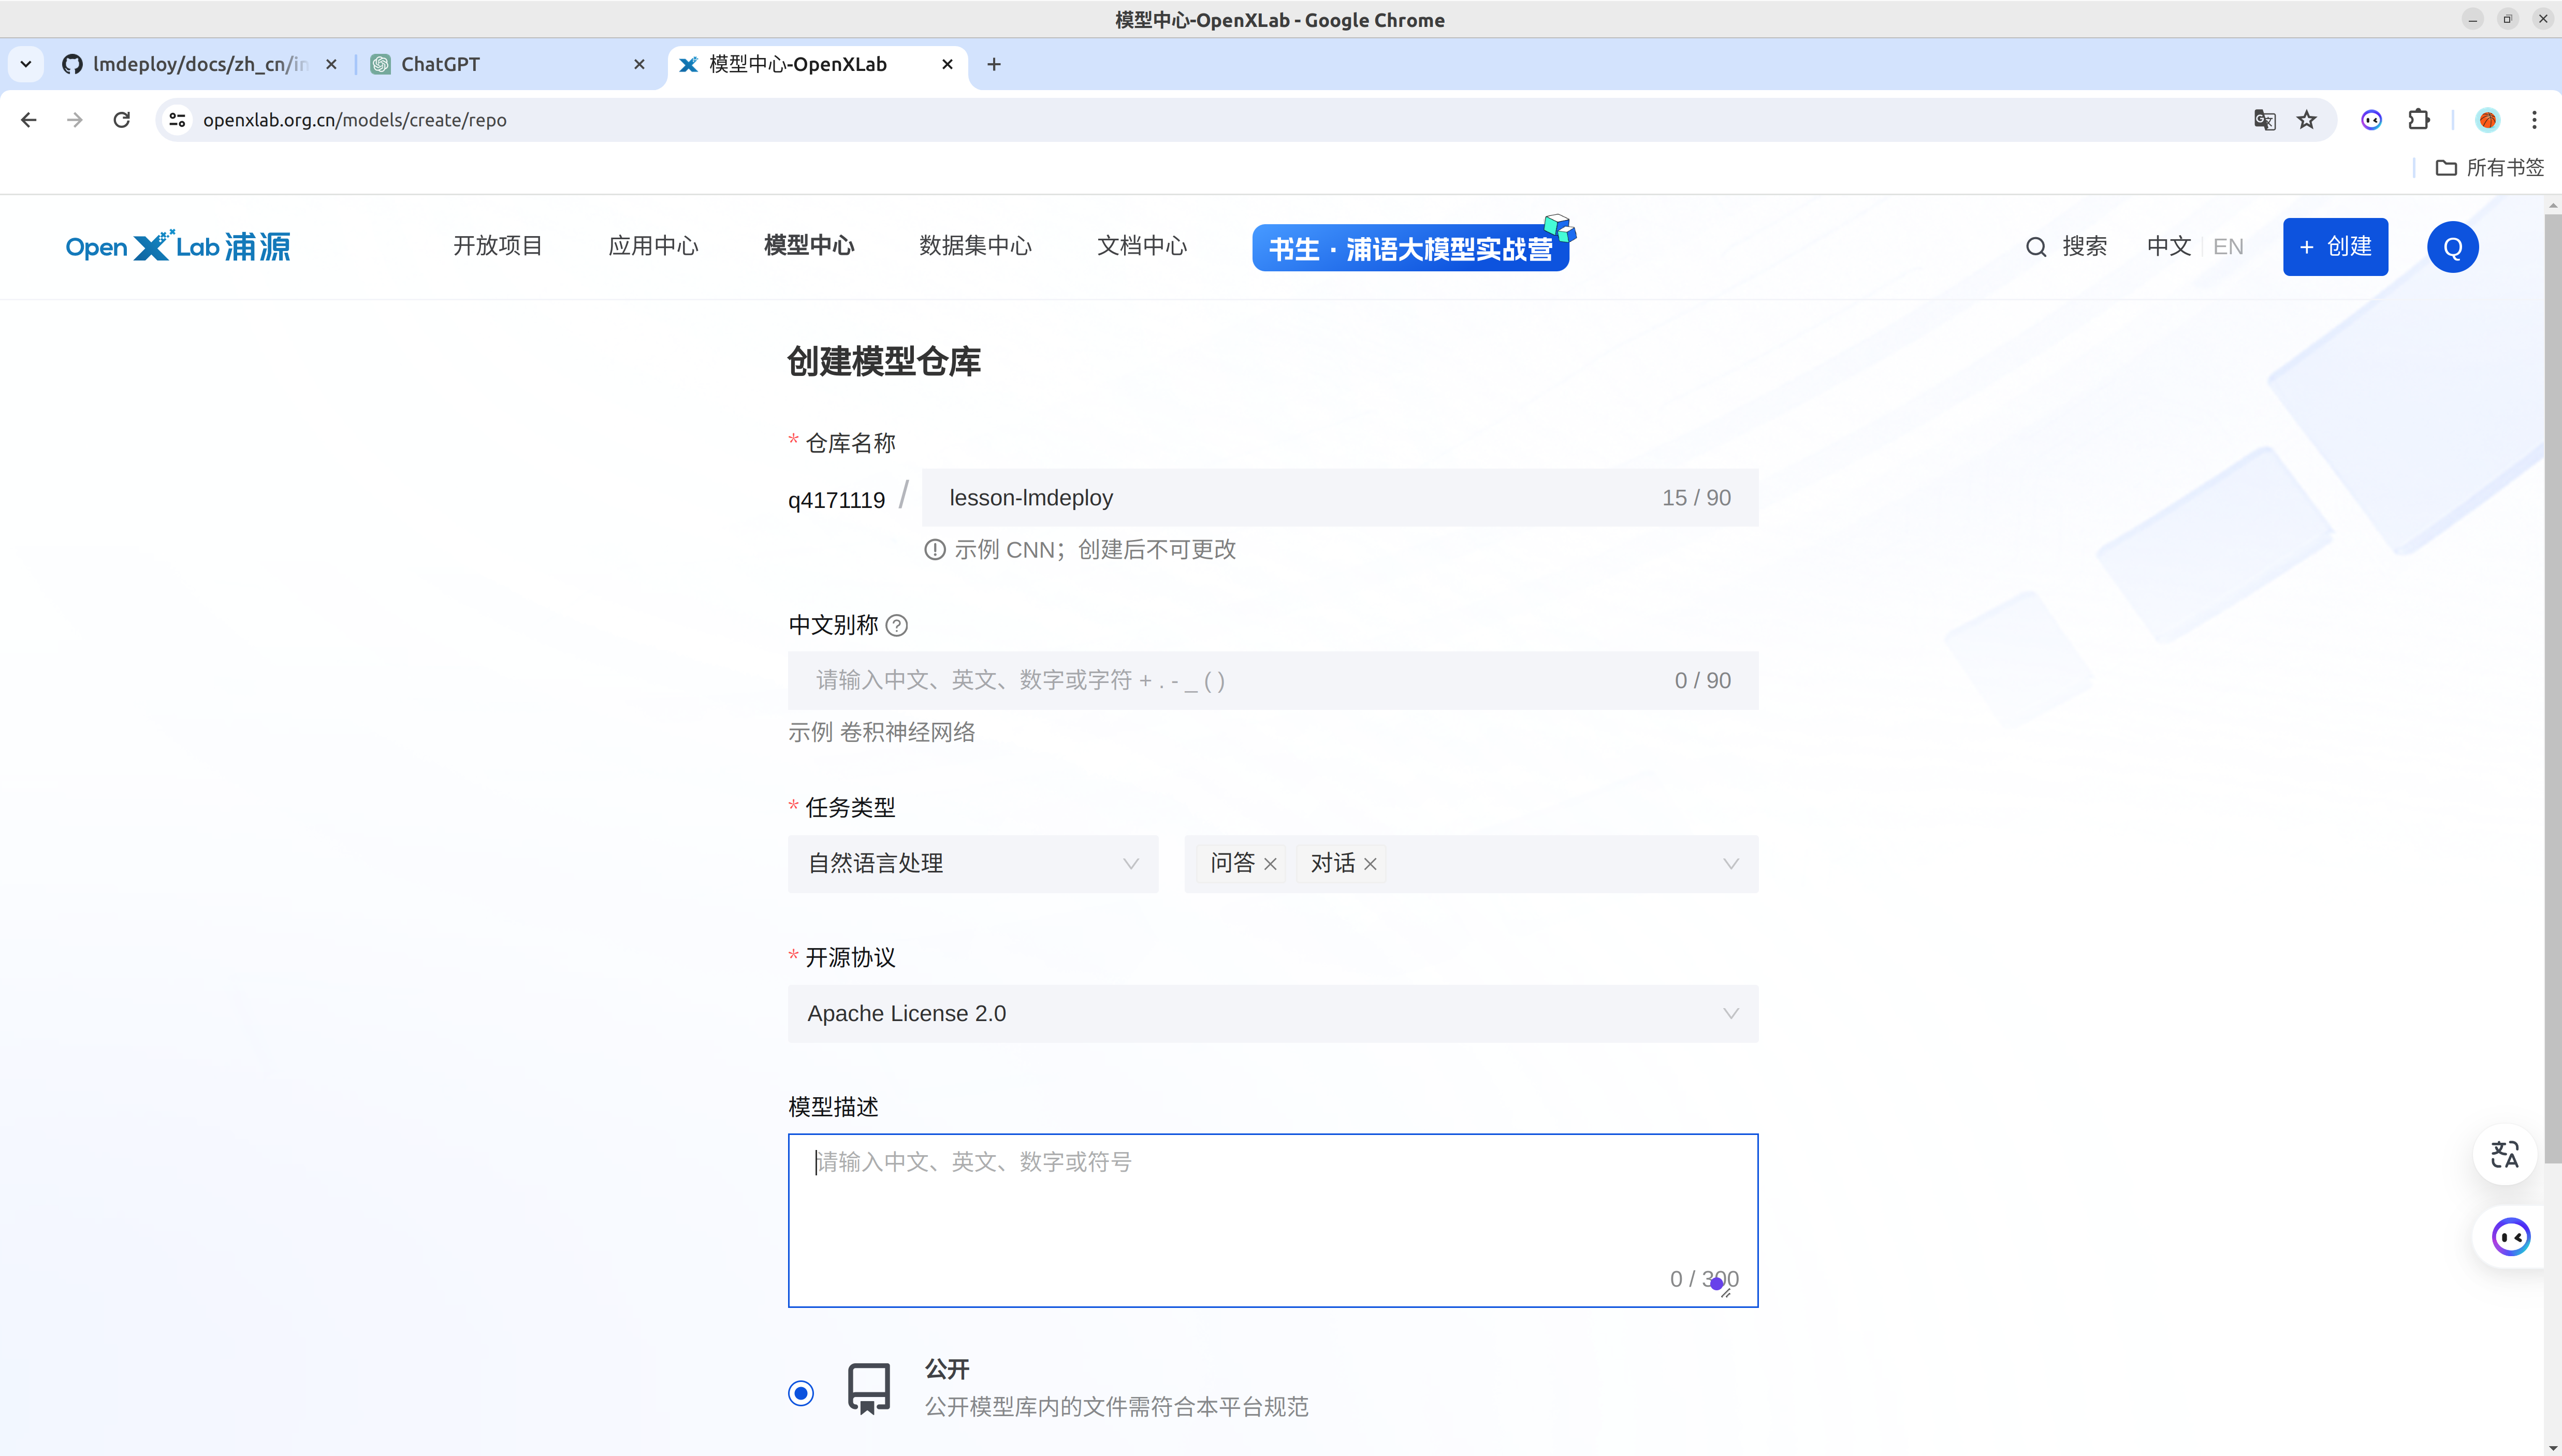 模型中心-OpenXLab - Google Chrome
lmdeploy/docs/zh_cn/in
ChatGPT
模型中心-OpenXLab
openxlab.org.cn/models/create/repo
所有书签
OpenXLab 浦源
开放项目
应用中心
模型中心
数据集中心
文档中心
书生·浦语大模型实战营
搜索
中文
EN
+ 创建
Q
创建模型仓库
* 仓库名称
q4171119 / lesson-lmdeploy 15 / 90
示例 CNN；创建后不可更改
中文别称
请输入中文、英文、数字或字符 + . - _ ( ) 0 / 90
示例 卷积神经网络
* 任务类型
自然语言处理 问答 对话
* 开源协议
Apache License 2.0
模型描述
请输入中文、英文、数字或符号
0 / 300
公开
公开模型库内的文件需符合本平台规范